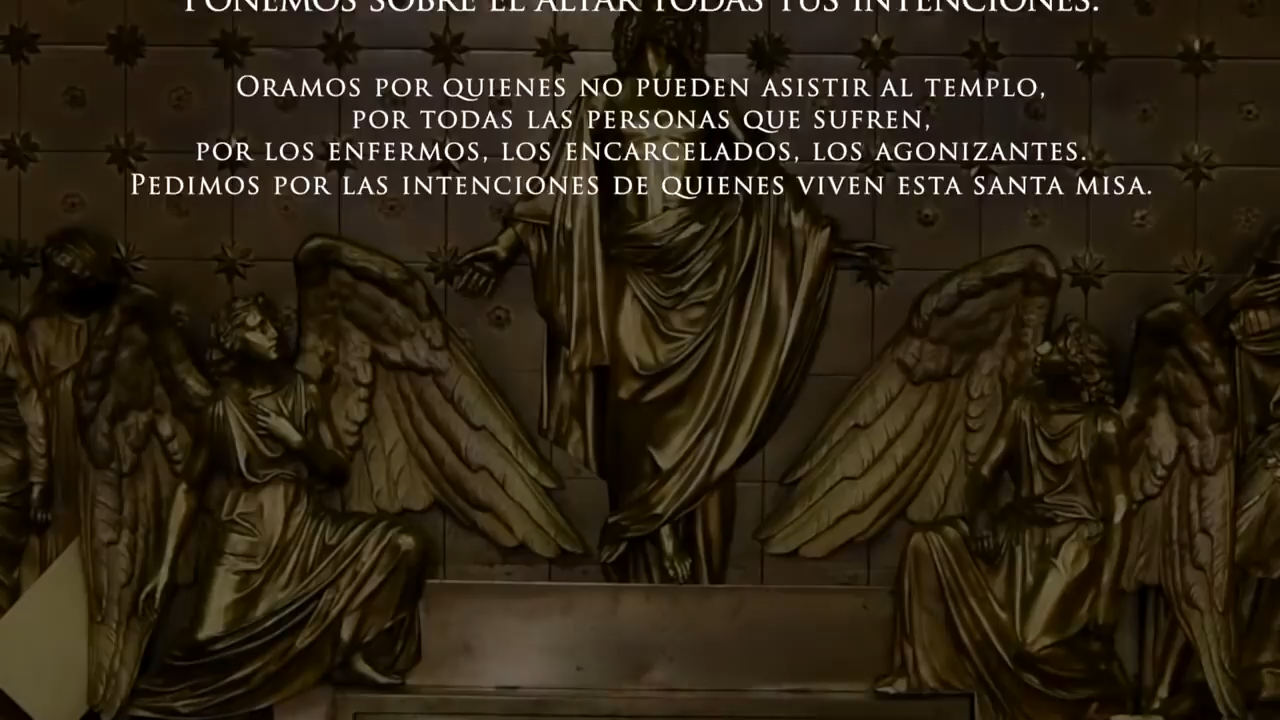 Ponemos sobre el altar todas tus intenciones.
Oramos por quienes no pueden asistir al templo,
por todas las personas que sufren,
por los enfermos, los encarcelados, los agonizantes.
Pedimos por las intenciones de quienes viven esta santa misa.